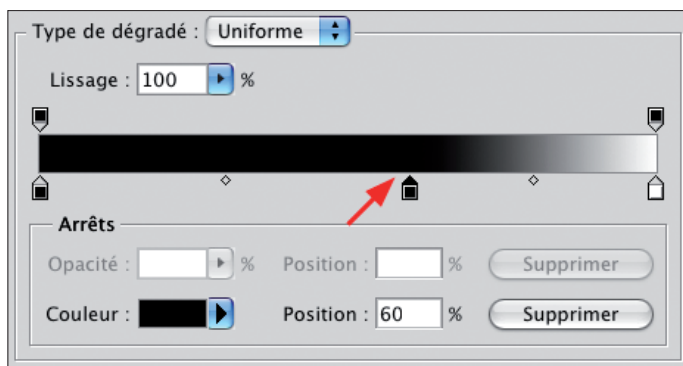 Type de dégradé : Uniforme
Lissage : 100 %
Arrêts
Opacité : % Position : % Supprimer
Couleur : Position : 60 % Supprimer